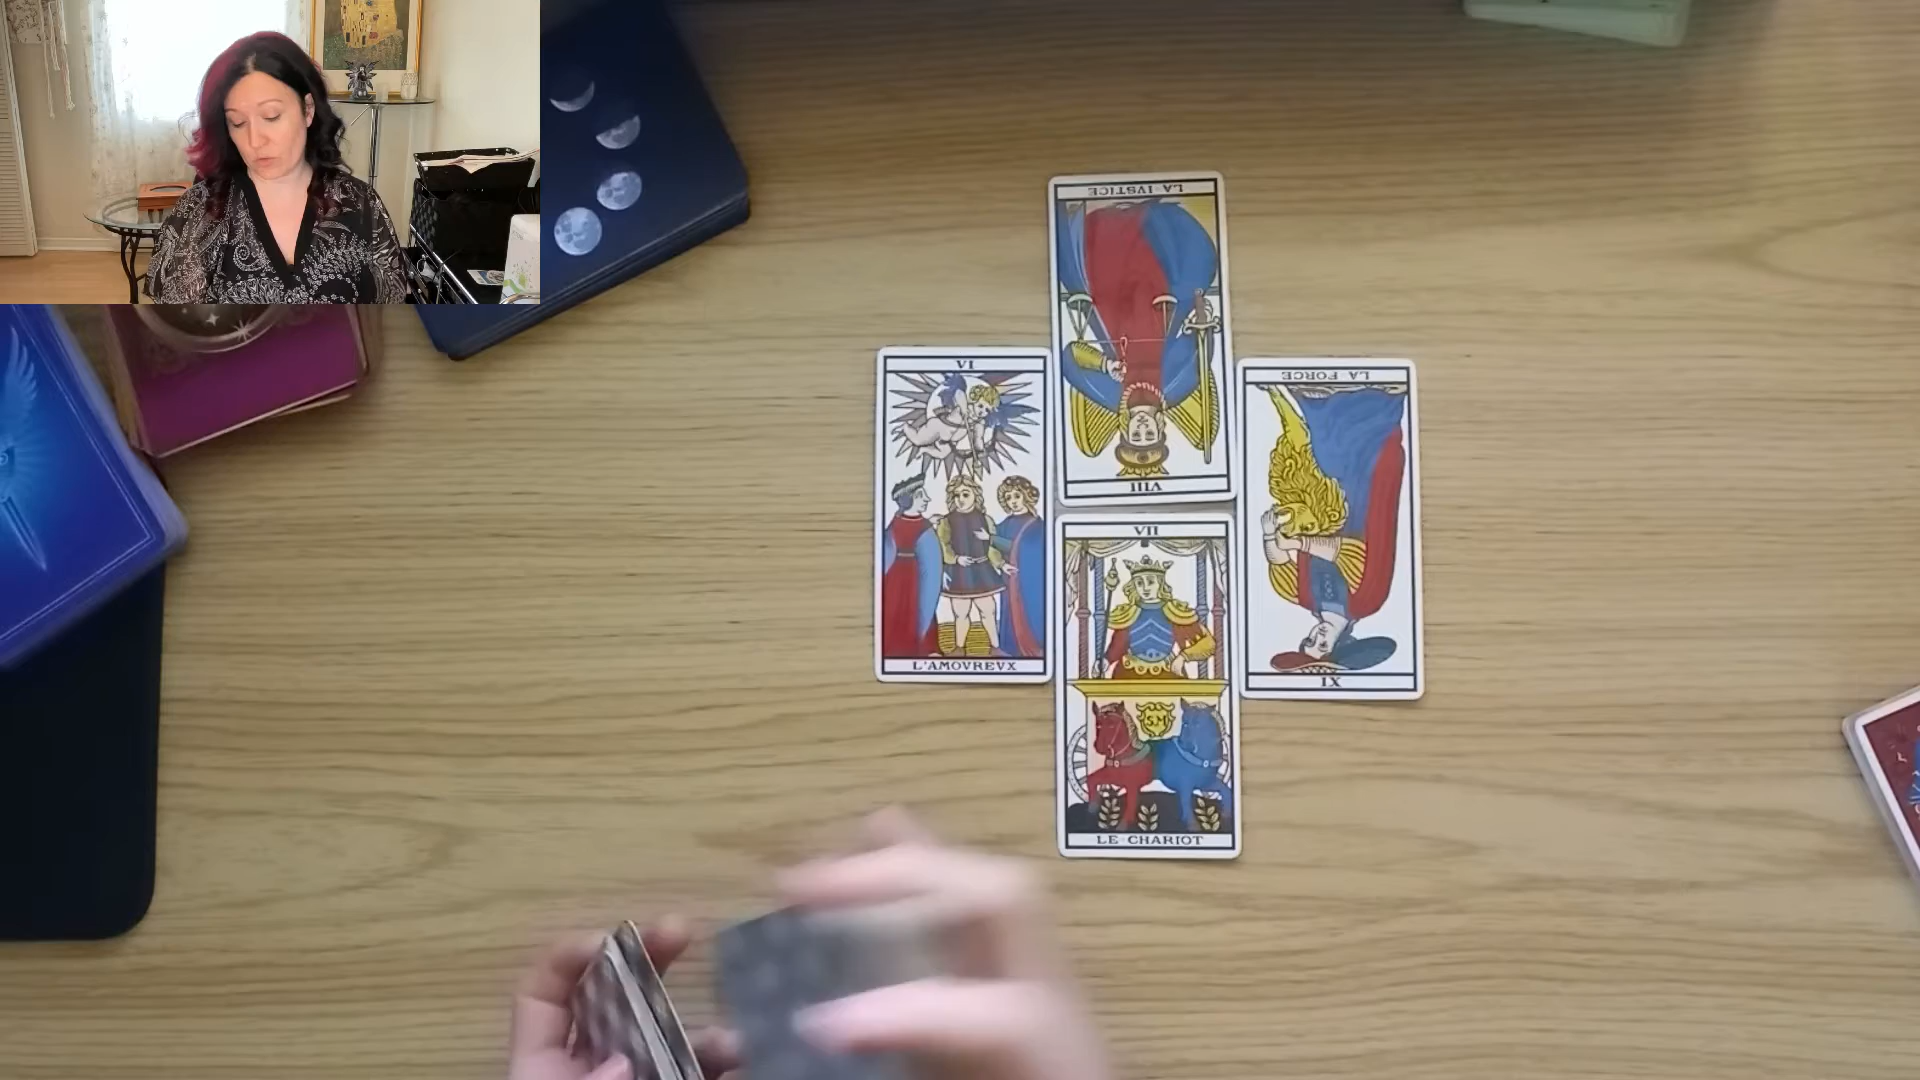 LA IVSTICE
VIII
VI
L'AMOVREVX
LA FORCE
XI
VII
S.M
LE CHARIOT